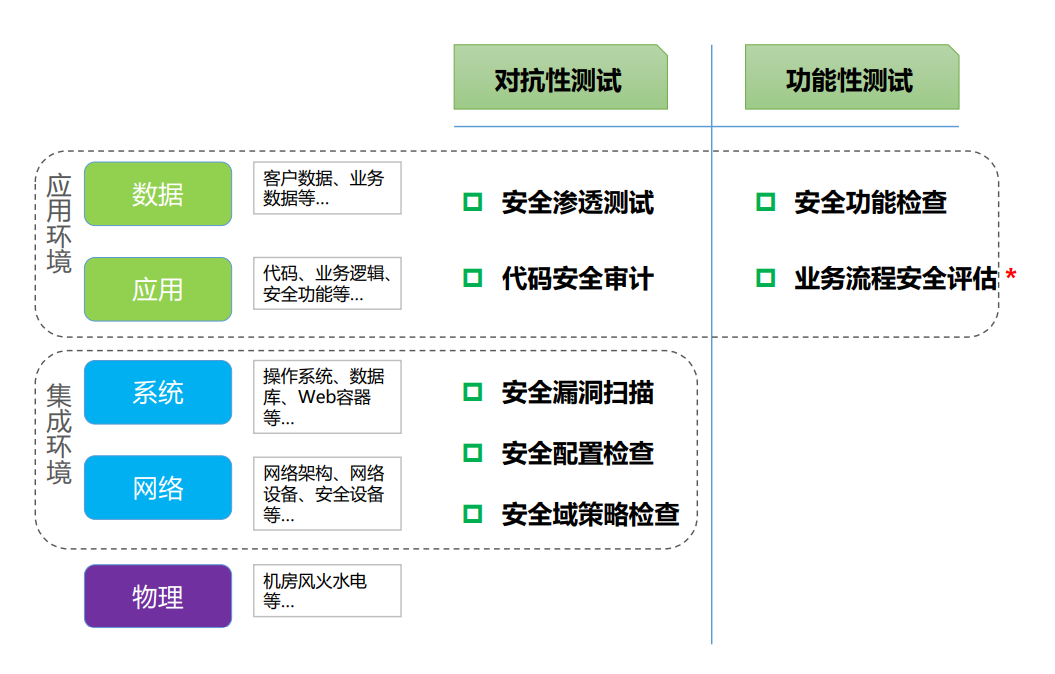 对抗性测试
功能性测试
应用环境
数据
客户数据、业务
数据等...
安全渗透测试
安全功能检查
应用
代码、业务逻辑、
安全功能等...
代码安全审计
业务流程安全评估 *
集成环境
系统
操作系统、数据
库、Web容器
等...
安全漏洞扫描
安全配置检查
网络
网络架构、网络
设备、安全设备
等...
安全域策略检查
物理
机房风火水电
等...